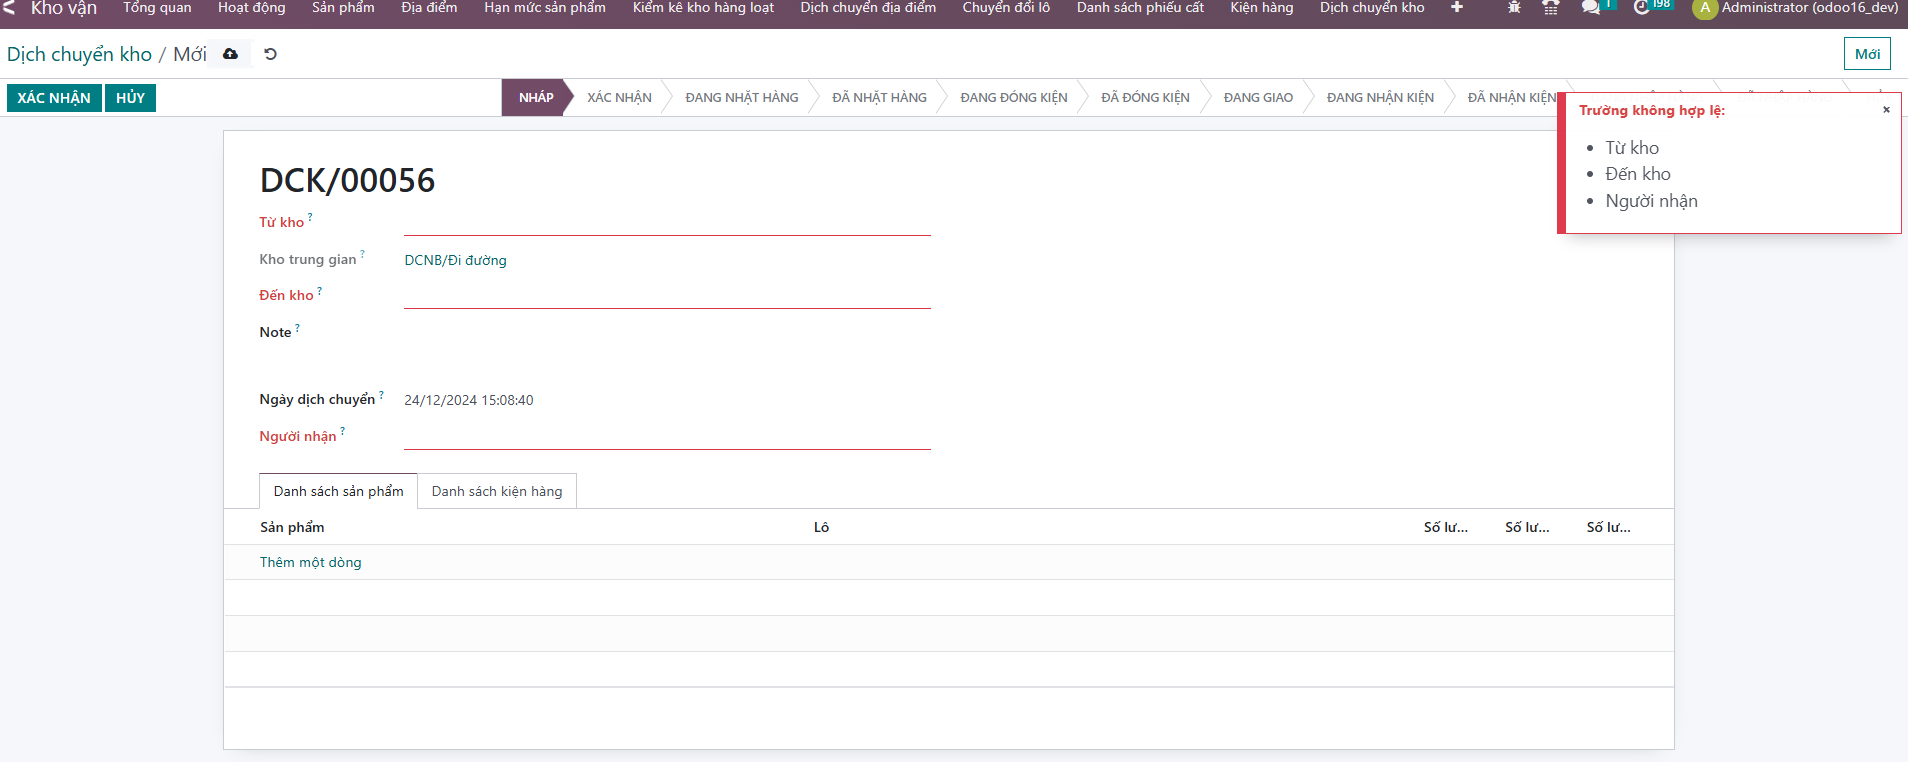 Kho vận Tổng quan Hoạt động Sản phẩm Địa điểm Hạn mức sản phẩm Kiểm kê kho hàng loạt Dịch chuyển địa điểm Chuyển đổi lô Danh sách phiếu cất Kiện hàng Dịch chuyển kho 1 198 A Administrator (odoo16_dev)
Dịch chuyển kho / Mới
Mới
XÁC NHẬN HỦY NHÁP XÁC NHẬN ĐANG NHẶT HÀNG ĐÃ NHẶT HÀNG ĐANG ĐÓNG KIỆN ĐÃ ĐÓNG KIỆN ĐANG GIAO ĐANG NHẬN KIỆN ĐÃ NHẬN KIỆN
Trường không hợp lệ: ×
• Từ kho
• Đến kho
• Người nhận
DCK/00056
Từ kho ?
Kho trung gian ? DCNB/Đi đường
Đến kho ?
Note ?
Ngày dịch chuyển ? 24/12/2024 15:08:40
Người nhận ?
Danh sách sản phẩm Danh sách kiện hàng
Sản phẩm Lô Số lư... Số lư... Số lư...
Thêm một dòng